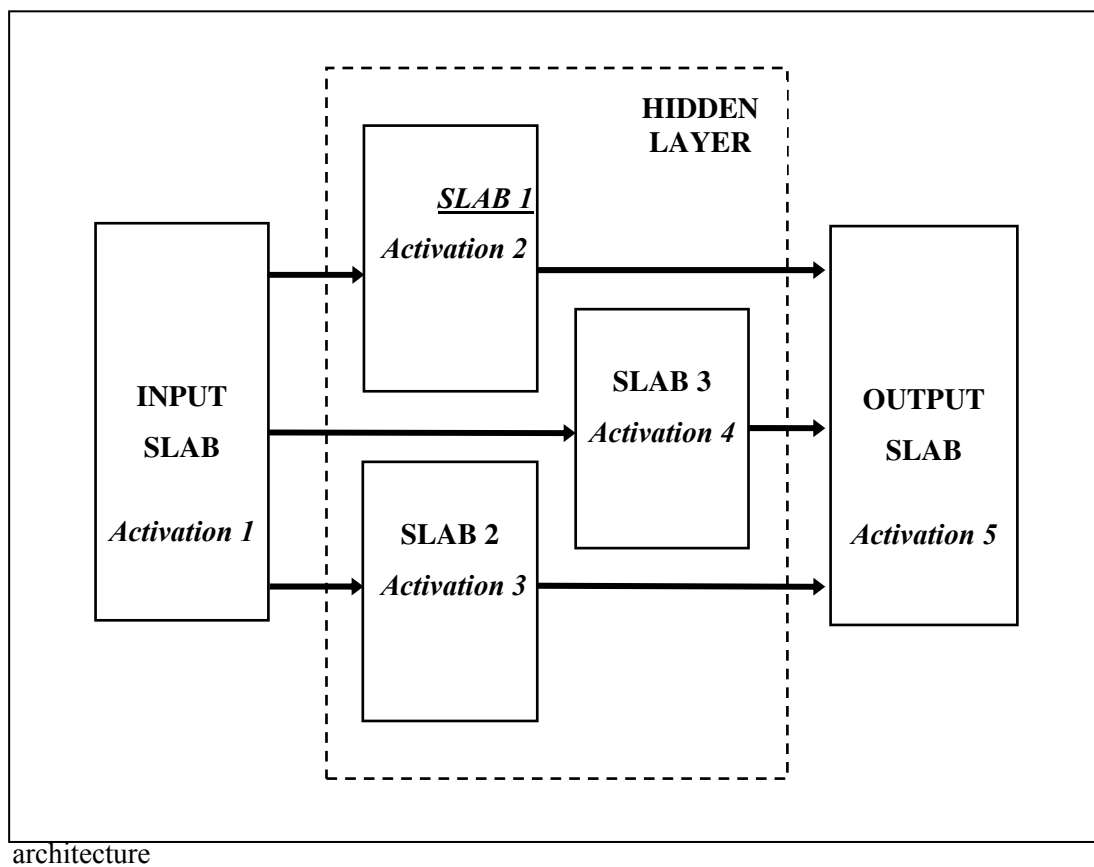 HIDDEN
LAYER
SLAB 1
Activation 2
INPUT
SLAB
Activation 1
SLAB 3
Activation 4
SLAB 2
Activation 3
OUTPUT
SLAB
Activation 5
architecture